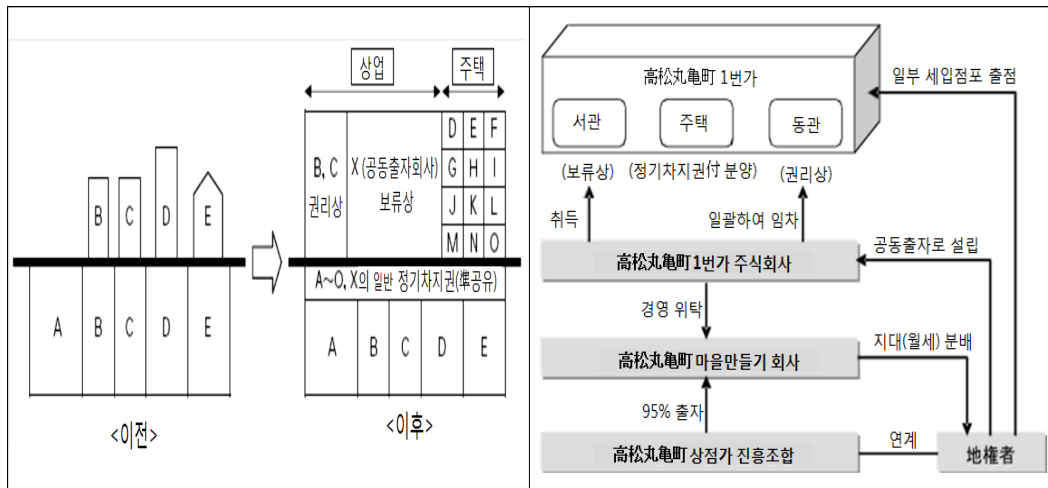 상업
주택
B, C
권리상
X (공동출자회사)
보류상
D E F
G H I
J K L
M N O
B C D E
A~O, X의 일반 정기차지권(準공유)
A B C D E
A B C D E
<이전>
<이후>
高松丸亀町 1번가
서관
주택
동관
(보류상)
(정기차지권付 분양)
(권리상)
일부 세입점포 출점
취득
일괄하여 임차
高松丸亀町1번가 주식회사
공동출자로 설립
경영 위탁
高松丸亀町 마을만들기 회사
지대(월세) 분배
95% 출자
高松丸亀町 상점가 진흥조합
연계
地権者